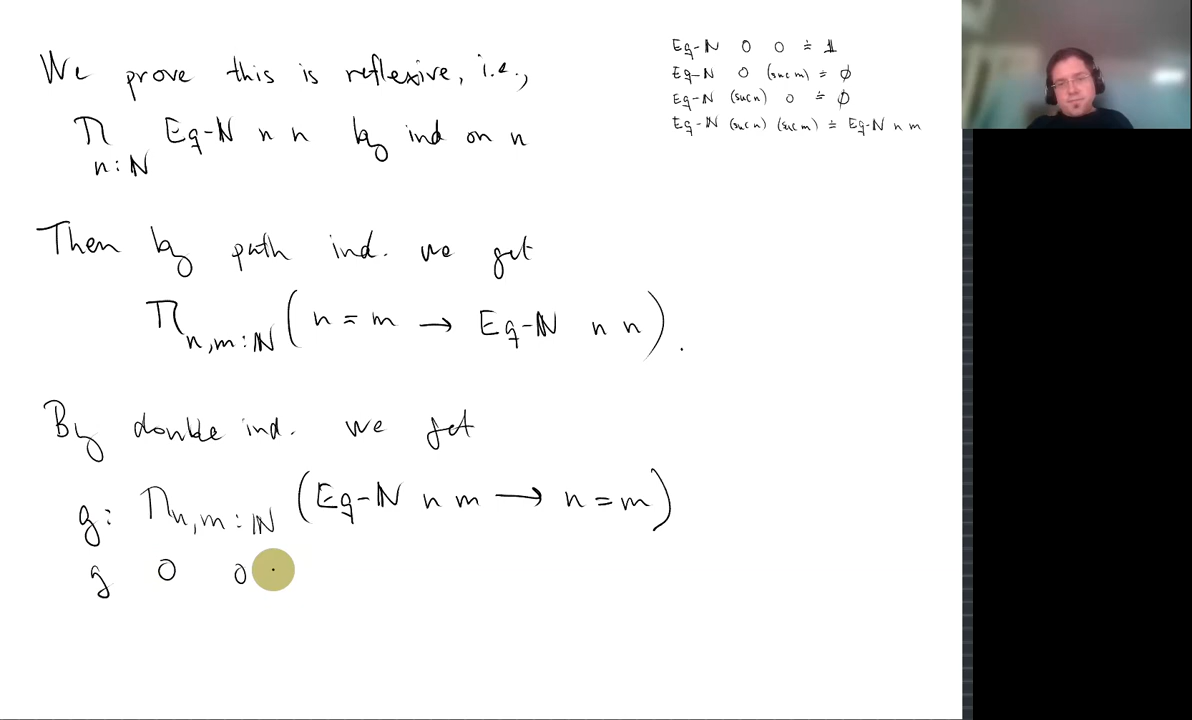 We prove this is reflexive, i.e.,
Π n:ℕ Eq-ℕ n n by ind on n
Eq-ℕ 0 0 ≐ 𝟙
Eq-ℕ 0 (suc m) ≐ ∅
Eq-ℕ (suc n) 0 ≐ ∅
Eq-ℕ (suc n) (suc m) ≐ Eq-ℕ n m
Then by path ind. we get
Π n,m:ℕ (n = m → Eq-ℕ n n).
By double ind. we get
g: Π n,m:ℕ (Eq-ℕ n m → n = m)
g 0 0